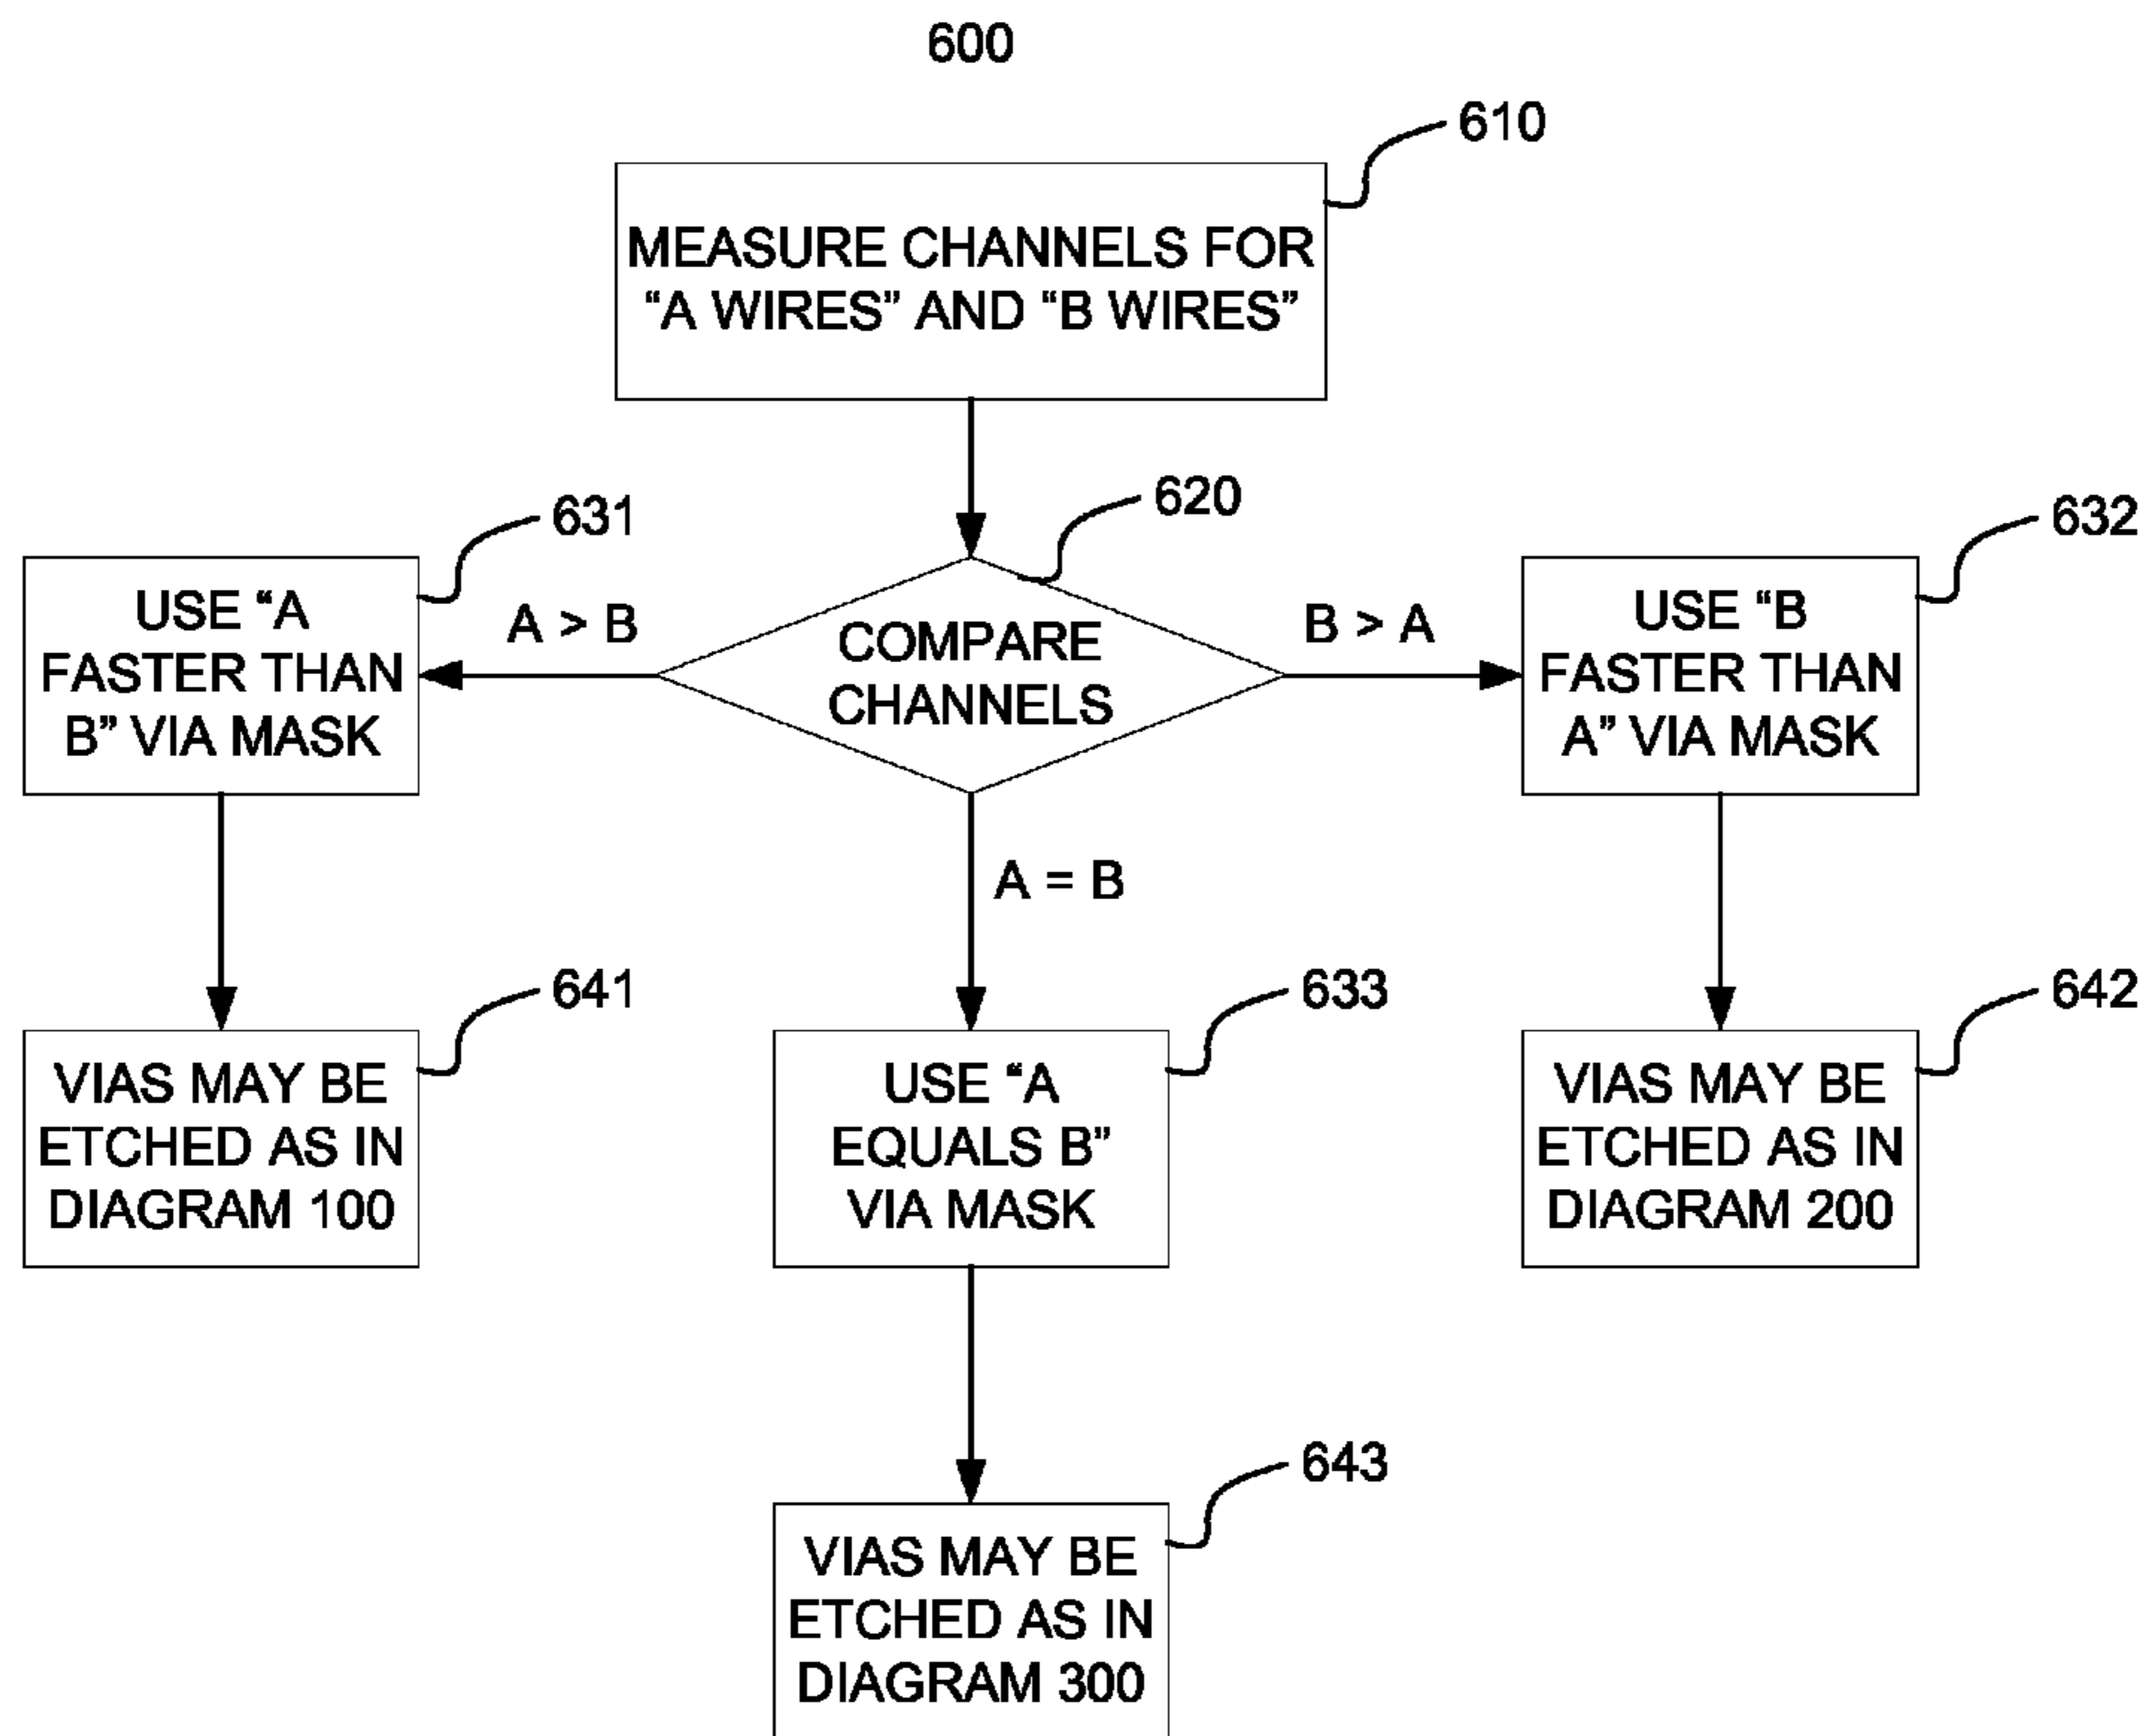 600
610
MEASURE CHANNELS FOR
“A WIRES” AND “B WIRES”
620
631
632
USE “A
FASTER THAN
B” VIA MASK
A > B
COMPARE
CHANNELS
B > A
USE “B
FASTER THAN
A” VIA MASK
A = B
641
633
642
VIAS MAY BE
ETCHED AS IN
DIAGRAM 100
USE “A
EQUALS B”
VIA MASK
VIAS MAY BE
ETCHED AS IN
DIAGRAM 200
643
VIAS MAY BE
ETCHED AS IN
DIAGRAM 300